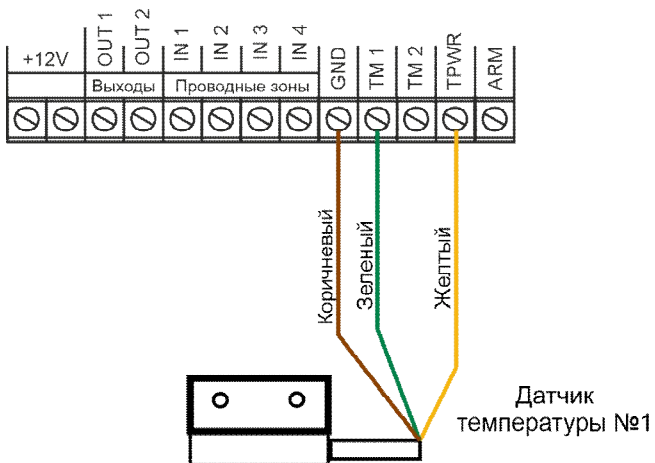 +12V
OUT 1
OUT 2
IN 1
IN 2
IN 3
IN 4
GND
TM 1
TM 2
TPWR
ARM
Выходы
Проводные зоны
Коричневый
Зеленый
Желтый
Датчик
температуры №1